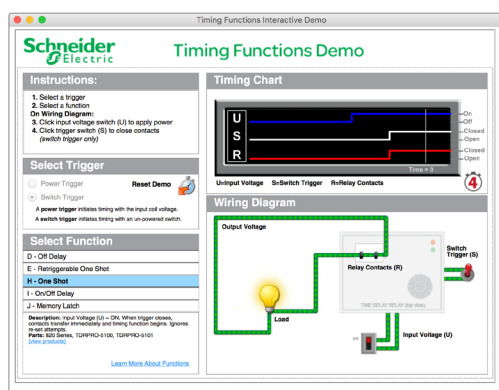 Timing Functions Interactive Demo
Schneider
Electric
Timing Functions Demo
Instructions:
1. Select a trigger
2. Select a function
On Wiring Diagram:
3. Click input voltage switch (U) to apply power
4. Click trigger switch (S) to close contacts
(switch trigger only)
Select Trigger
Power Trigger
Reset Demo
Switch Trigger
A power trigger initiates timing with the input coil voltage.
A switch trigger initiates timing with an un-powered switch.
Select Function
D - Off Delay
E - Retriggerable One Shot
H - One Shot
I - On/Off Delay
J - Memory Latch
Description: Input Voltage (U) = ON. When trigger closes,
contacts transfer immediately and timing function begins. Ignores
re-set attempts.
Parts: 820 Series, TDRPRO-5100, TDRPRO-5101
(view products)
Learn More About Functions
Timing Chart
U
S
R
On
Off
Closed
Open
Closed
Open
Time = 0
U=Input Voltage S=Switch Trigger R=Relay Contacts
4
Wiring Diagram
Output Voltage
Relay Contacts (R)
Switch
Trigger (S)
Load
TIME DELAY RELAY (top view)
Input Voltage (U)